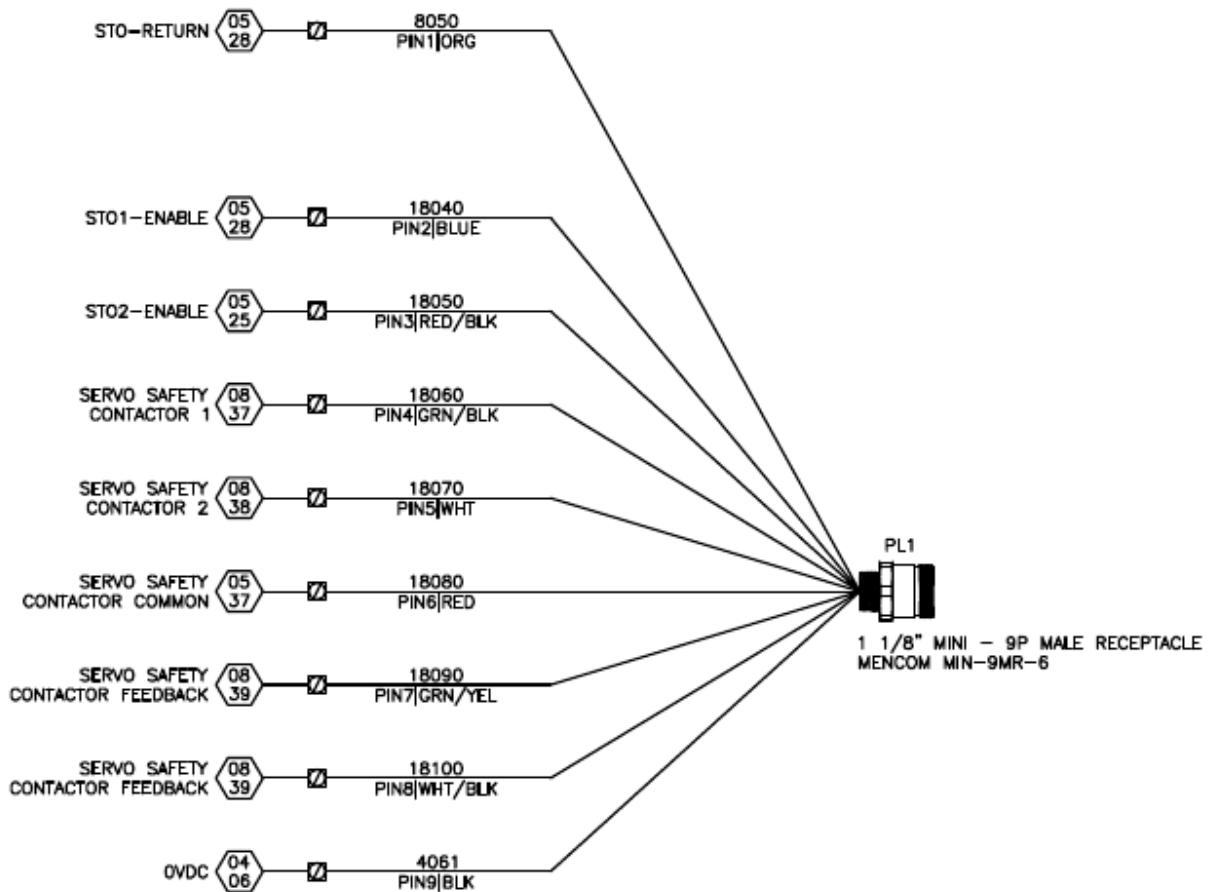 STO-RETURN 05 28 8050 PIN1 ORG
STO1-ENABLE 05 28 18040 PIN2 BLUE
STO2-ENABLE 05 25 18050 PIN3 RED/BLK
SERVO SAFETY
CONTACTOR 1
08
37
18060
PIN4 GRN/BLK
SERVO SAFETY
CONTACTOR 2
08
38
18070
PIN5 WHT
SERVO SAFETY
CONTACTOR COMMON
05
37
18080
PIN6 RED
SERVO SAFETY
CONTACTOR FEEDBACK
08
39
18090
PIN7 GRN/YEL
SERVO SAFETY
CONTACTOR FEEDBACK
08
39
18100
PIN8 WHT/BLK
0VDC
04
06
4061
PIN9 BLK
PL1
1 1/8" MINI - 9P MALE RECEPTACLE
MENCOM MIN-9MR-6